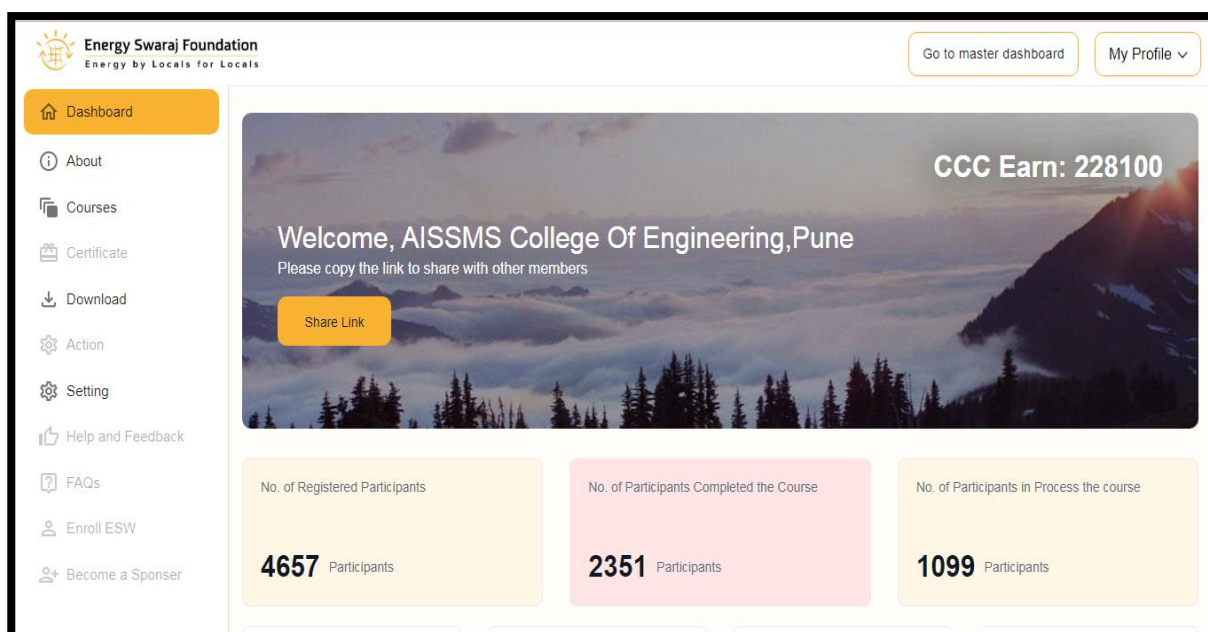 Energy Swaraj Foundation
Energy by Locals for Locals
Go to master dashboard
My Profile
Dashboard
About
Courses
Certificate
Download
Action
Setting
Help and Feedback
FAQs
Enroll ESW
Become a Sponser
CCC Earn: 228100
Welcome, AISSMS College Of Engineering,Pune
Please copy the link to share with other members
Share Link
No. of Registered Participants
4657 Participants
No. of Participants Completed the Course
2351 Participants
No. of Participants in Process the course
1099 Participants